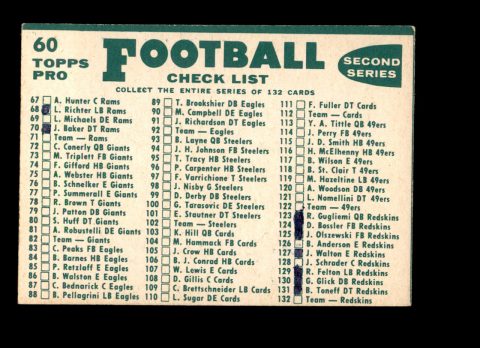 60
TOPPS
PRO
FOOTBALL
CHECK LIST
SECOND
SERIES
COLLECT THE ENTIRE SERIES OF 132 CARDS
67 A. Hunter C Rams
68 L. Richter LB Rams
69 L. Michaels DE Rams
70 J. Baker DT Rams
71 Team — Rams
72 C. Conerly QB Giants
73 M. Triplett FB Giants
74 F. Gifford HB Giants
75 A. Webster HB Giants
76 B. Schnelker E Giants
77 P. Summerall E Giants
78 R. Brown T Giants
79 J. Patton DB Giants
80 S. Huff DT Giants
81 A. Robustelli DE Giants
82 Team — Giants
83 C. Peaks FB Eagles
84 B. Barnes HB Eagles
85 P. Retzlaff E Eagles
86 B. Walston E Eagles
87 C. Bednarick C Eagles
88 B. Pellagrini LB Eagles
89 T. Brookshier DB Eagles
90 M. Campbell DE Eagles
91 J. Richardson DT Eagles
92 Team — Eagles
93 B. Layne QB Steelers
94 J. H. Johnson FB Steelers
95 T. Tracy HB Steelers
96 P. Carpenter HB Steelers
97 F. Varrichione T Steelers
98 J. Nisby G Steelers
99 D. Derby DB Steelers
100 G. Tarasovic DE Steelers
101 E. Stautner DT Steelers
102 Team — Steelers
103 K. Hill QB Cards
104 M. Hammack FB Cards
105 J. Crow HB Cards
106 B. J. Conrad HB Cards
107 W. Lewis E Cards
108 D. Gillis C Cards
109 C. Brettschneider LB Cards
110 L. Sugar DE Cards
111 F. Fuller DT Cards
112 Team — Cards
113 Y. A. Tittle QB 49ers
114 J. Perry FB 49ers
115 J. D. Smith HB 49ers
116 H. McElhenny HB 49ers
117 B. Wilson E 49ers
118 B. St. Clair T 49ers
119 M. Hazeltine LB 49ers
120 A. Woodson DB 49ers
121 L. Nomellini DT 49ers
122 Team — 49ers
123 R. Gugliemi QB Redskins
124 D. Bossler FB Redskins
125 J. Olszewski FB Redskins
126 B. Anderson E Redskins
127 J. Walton E Redskins
128 J. Schrader C Redskins
129 R. Felton LB Redskins
130 G. Glick DB Redskins
131 B. Toneff DT Redskins
132 Team — Redskins